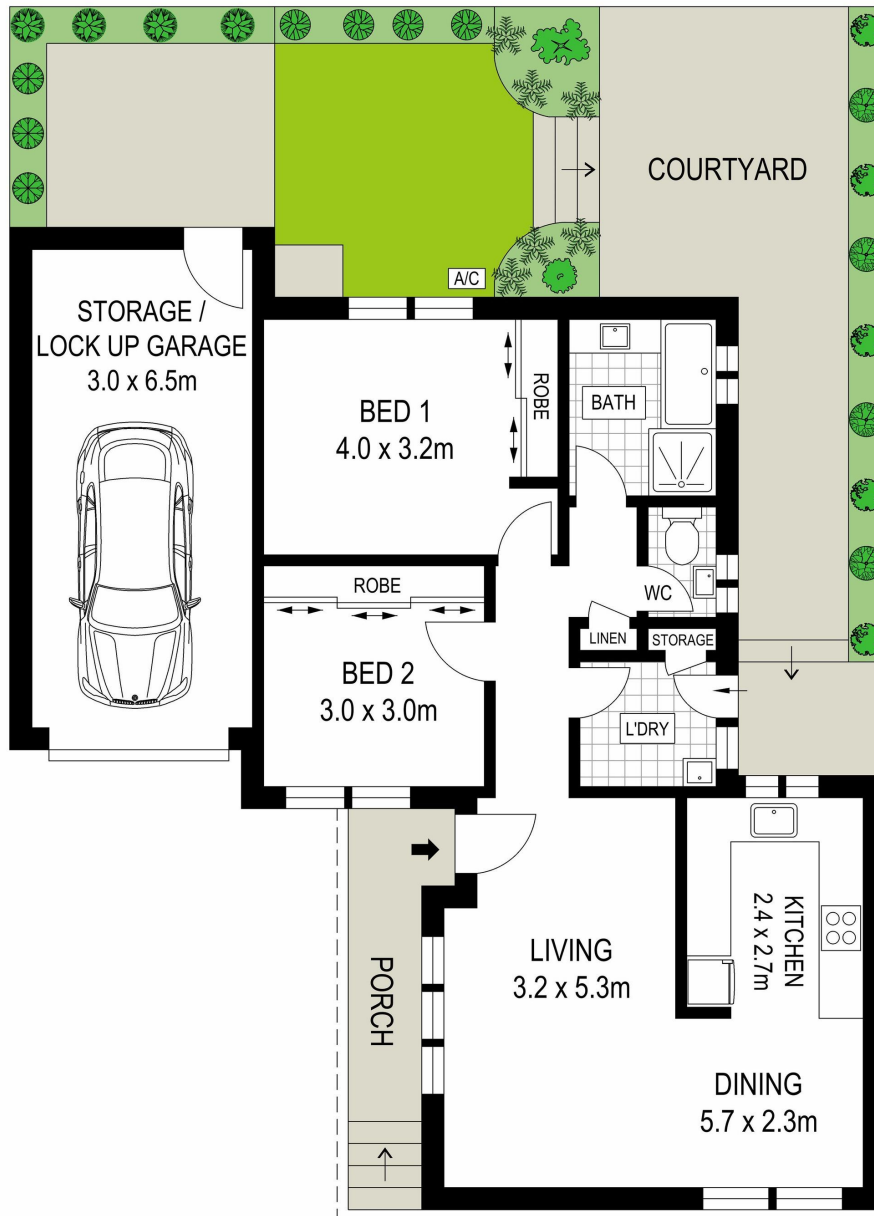 COURTYARD
A/C
STORAGE /
LOCK UP GARAGE
3.0 x 6.5m
BED 1
4.0 x 3.2m
ROBE
BATH
ROBE
WC
LINEN
STORAGE
BED 2
3.0 x 3.0m
L'DRY
KITCHEN
2.4 x 2.7m
LIVING
3.2 x 5.3m
PORCH
DINING
5.7 x 2.3m